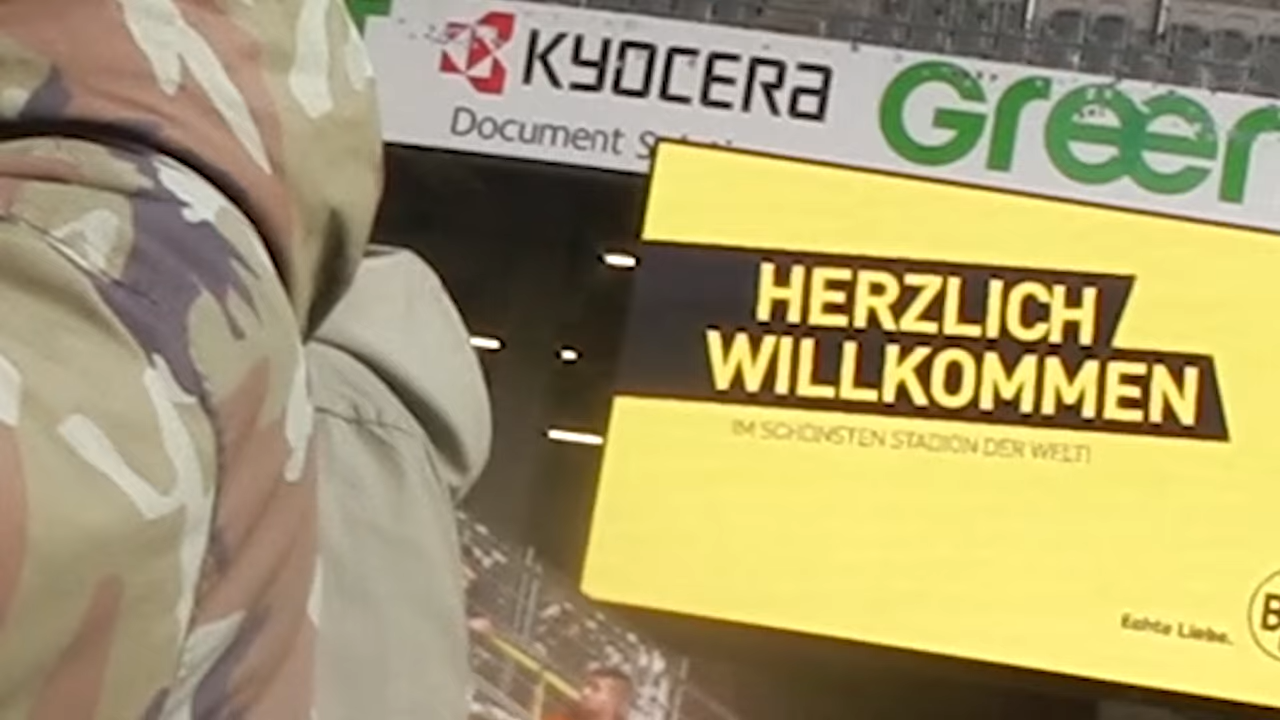 KYOCERA
Document
Green
HERZLICH
WILLKOMMEN
IM SCHÖNSTEN STADION DER WELT!
Echte Liebe.
B